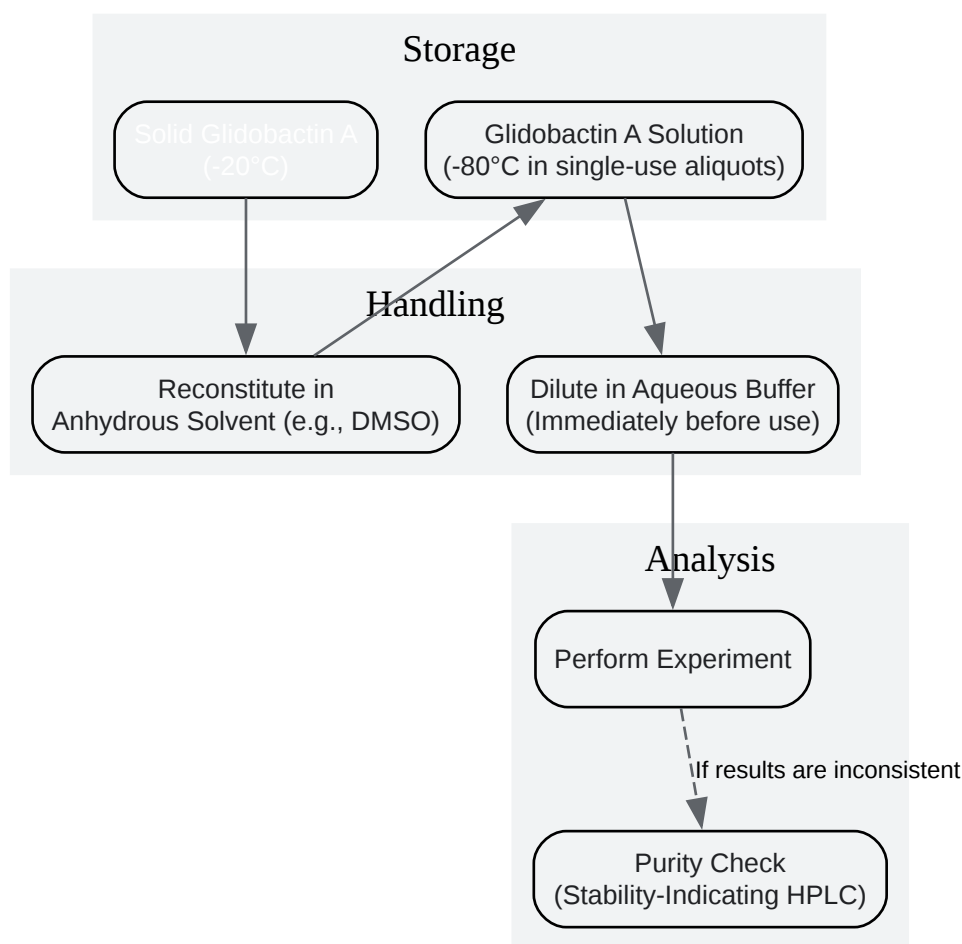 Storage
Solid Glidobactin A
(-20°C)
Glidobactin A Solution
(-80°C in single-use aliquots)
Handling
Reconstitute in
Anhydrous Solvent (e.g., DMSO)
Dilute in Aqueous Buffer
(Immediately before use)
Analysis
Perform Experiment
If results are inconsistent
Purity Check
(Stability-Indicating HPLC)